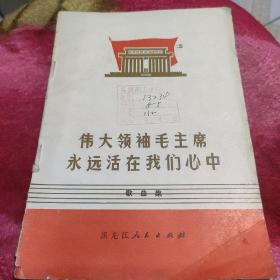 伟大领袖毛主席
永远活在我们心中
歌曲集
黑龙江人民出版社